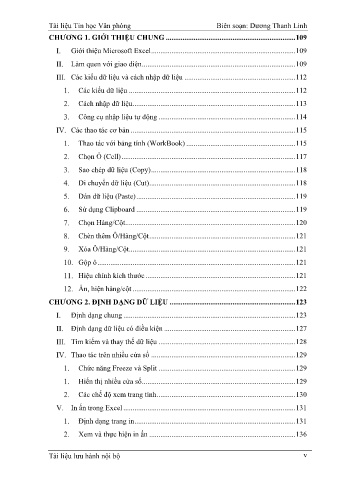 Tài liệu Tin học Văn phòng Biên soạn: Dương Thanh Linh
CHƯƠNG 1. GIỚI THIỆU CHUNG ........ 109
I. Giới thiệu Microsoft Excel ........ 109
II. Làm quen với giao diện ........ 109
III. Các kiểu dữ liệu và cách nhập dữ liệu ........ 112
1. Các kiểu dữ liệu ........ 112
2. Cách nhập dữ liệu ........ 113
3. Công cụ nhập liệu tự động ........ 114
IV. Các thao tác cơ bản ........ 115
1. Thao tác với bảng tính (WorkBook) ........ 115
2. Chọn Ô (Cell) ........ 117
3. Sao chép dữ liệu (Copy) ........ 118
4. Di chuyển dữ liệu (Cut) ........ 118
5. Dán dữ liệu (Paste) ........ 119
6. Sử dụng Clipboard ........ 119
7. Chọn Hàng/Cột ........ 120
8. Chèn thêm Ô/Hàng/Cột ........ 121
9. Xóa Ô/Hàng/Cột ........ 121
10. Gộp ô ........ 121
11. Hiệu chỉnh kích thước ........ 121
12. Ẩn, hiện hàng/cột ........ 122
CHƯƠNG 2. ĐỊNH DẠNG DỮ LIỆU ........ 123
I. Định dạng chung ........ 123
II. Định dạng dữ liệu có điều kiện ........ 127
III. Tìm kiếm và thay thế dữ liệu ........ 128
IV. Thao tác trên nhiều cửa sổ ........ 129
1. Chức năng Freeze và Split ........ 129
1. Hiển thị nhiều cửa sổ ........ 129
2. Các chế độ xem trang tính ........ 130
V. In ấn trong Excel ........ 131
1. Định dạng trang in ........ 131
2. Xem và thực hiện in ấn ........ 136
Tài liệu lưu hành nội bộ v